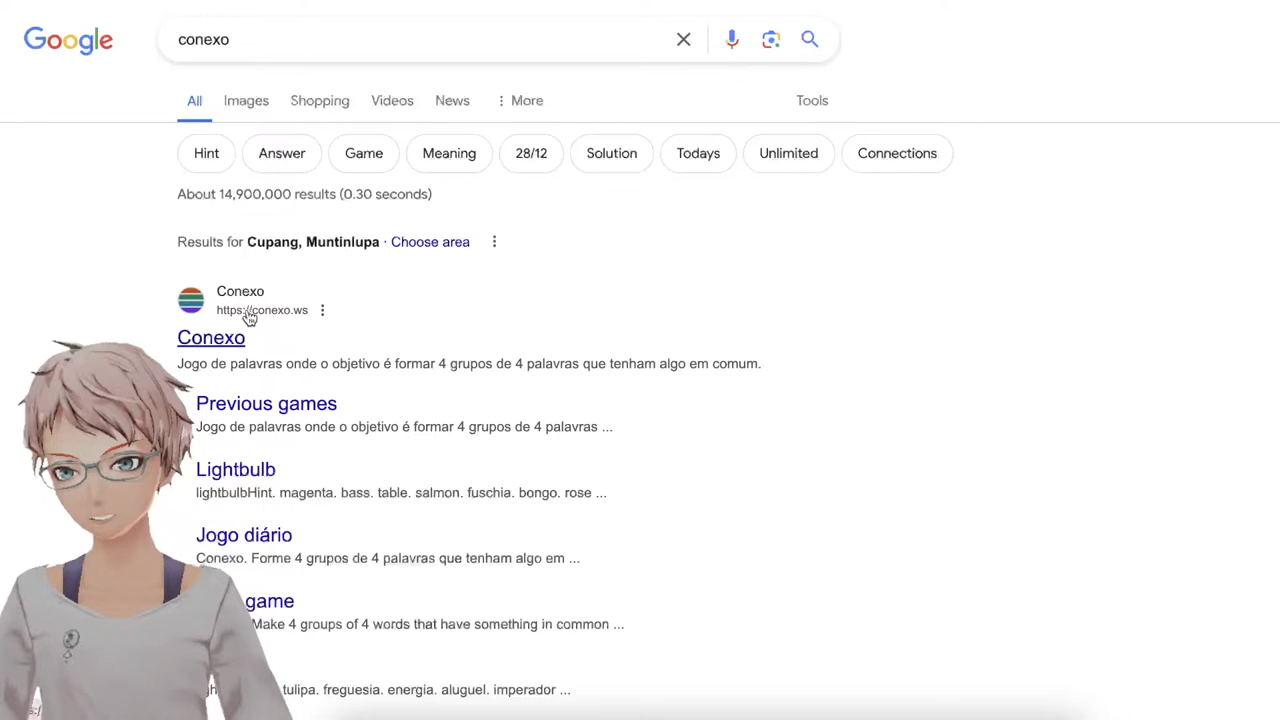 Google
conexo
All Images Shopping Videos News More Tools
Hint Answer Game Meaning 28/12 Solution Todays Unlimited Connections
About 14,900,000 results (0.30 seconds)
Results for Cupang, Muntinlupa · Choose area
Conexo
https://conexo.ws
Conexo
Jogo de palavras onde o objetivo é formar 4 grupos de 4 palavras que tenham algo em comum.
Previous games
Jogo de palavras onde o objetivo é formar 4 grupos de 4 palavras ...
Lightbulb
lightbulbHint. magenta. bass. table. salmon. fuschia. bongo. rose ...
Jogo diário
Conexo. Forme 4 grupos de 4 palavras que tenham algo em ...
game
Make 4 groups of 4 words that have something in common ...
tulipa. freguesia. energia. aluguel. imperador ...